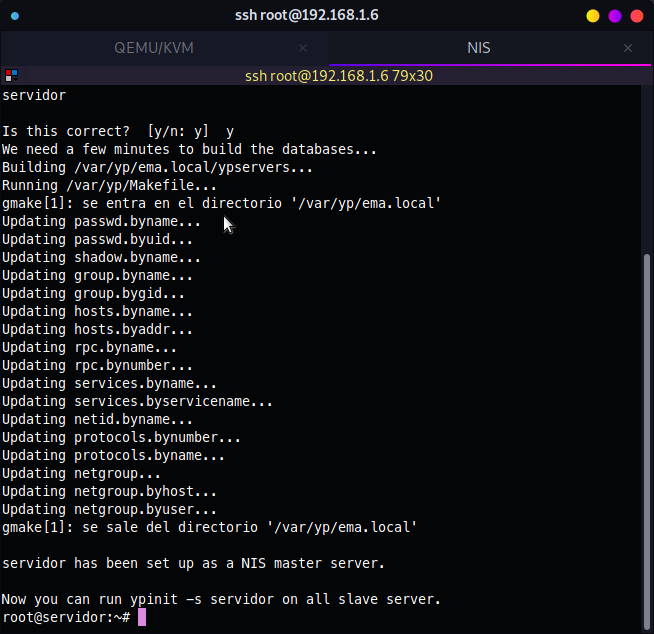 ssh root@192.168.1.6
QEMU/KVM × NIS ×
ssh root@192.168.1.6 79x30
servidor
Is this correct?  [y/n: y]  y
We need a few minutes to build the databases...
Building /var/yp/ema.local/ypservers...
Running /var/yp/Makefile...
gmake[1]: se entra en el directorio '/var/yp/ema.local'
Updating passwd.byname...
Updating passwd.byuid...
Updating shadow.byname...
Updating group.byname...
Updating group.bygid...
Updating hosts.byname...
Updating hosts.byaddr...
Updating rpc.byname...
Updating rpc.bynumber...
Updating services.byname...
Updating services.byservicename...
Updating netid.byname...
Updating protocols.bynumber...
Updating protocols.byname...
Updating netgroup...
Updating netgroup.byhost...
Updating netgroup.byuser...
gmake[1]: se sale del directorio '/var/yp/ema.local'
servidor has been set up as a NIS master server.
Now you can run ypinit -s servidor on all slave server.
root@servidor:~#